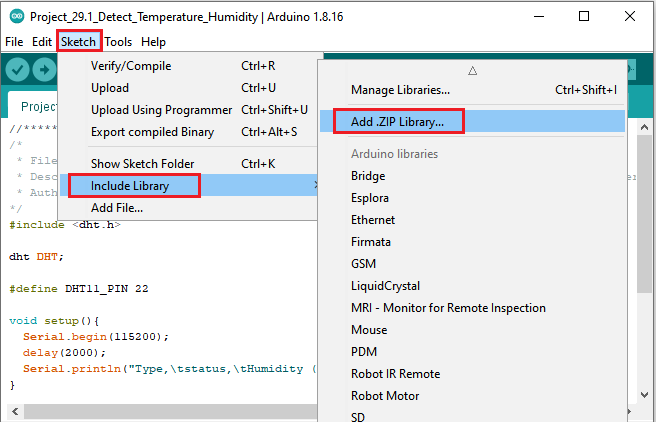 Project_29.1_Detect_Temperature_Humidity | Arduino 1.8.16
File Edit Sketch Tools Help
Verify/Compile Ctrl+R
Upload Ctrl+U
Upload Using Programmer Ctrl+Shift+U
Export compiled Binary Ctrl+Alt+S
Show Sketch Folder Ctrl+K
Include Library
Add File...
Manage Libraries... Ctrl+Shift+I
Add .ZIP Library...
Arduino libraries
Bridge
Esplora
Ethernet
Firmata
GSM
LiquidCrystal
MRI - Monitor for Remote Inspection
Mouse
PDM
Robot IR Remote
Robot Motor
SD
Project
//*****
/*
* File
* Desc
* Auth
*/
#include <dht.h>
dht DHT;
#define DHT11_PIN 22
void setup(){
Serial.begin(115200);
delay(2000);
Serial.println("Type,\tstatus,\tHumidity (
}